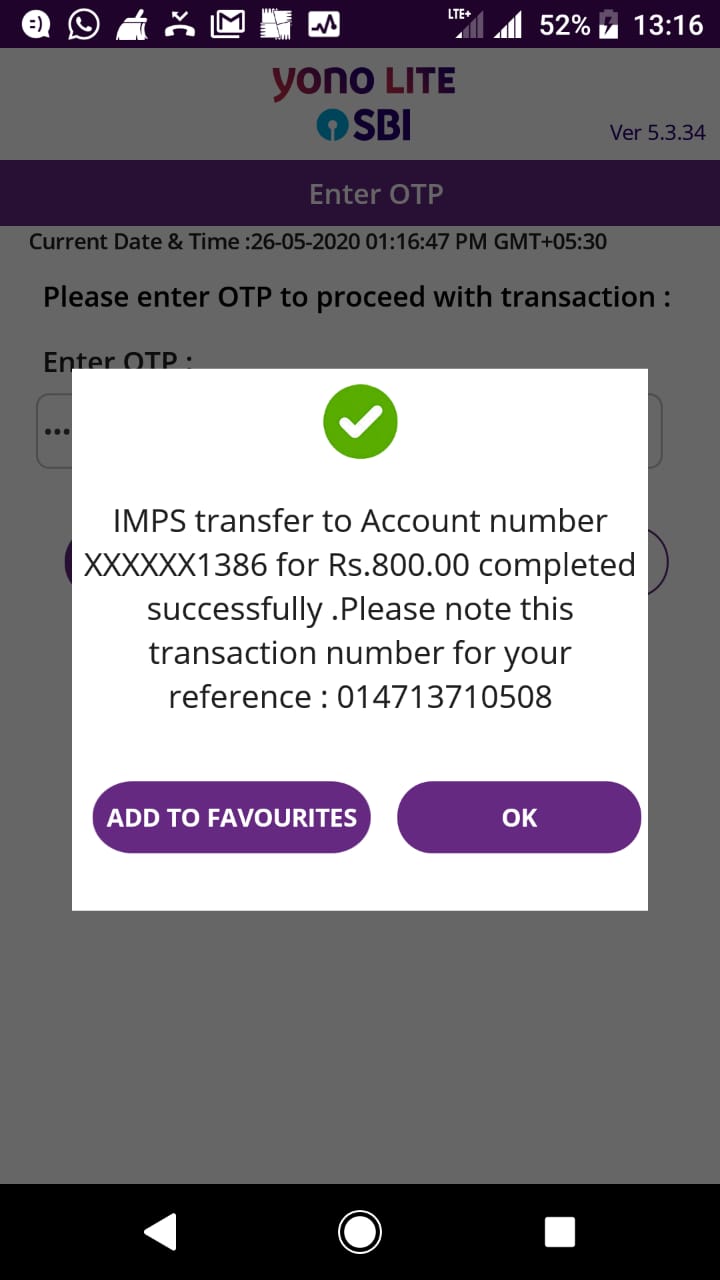 LTE+ 52% 13:16
yono LITE
SBI
Ver 5.3.34
Enter OTP
Current Date & Time :26-05-2020 01:16:47 PM GMT+05:30
Please enter OTP to proceed with transaction :
Enter OTP :
IMPS transfer to Account number
XXXXXX1386 for Rs.800.00 completed
successfully .Please note this
transaction number for your
reference : 014713710508
ADD TO FAVOURITES OK